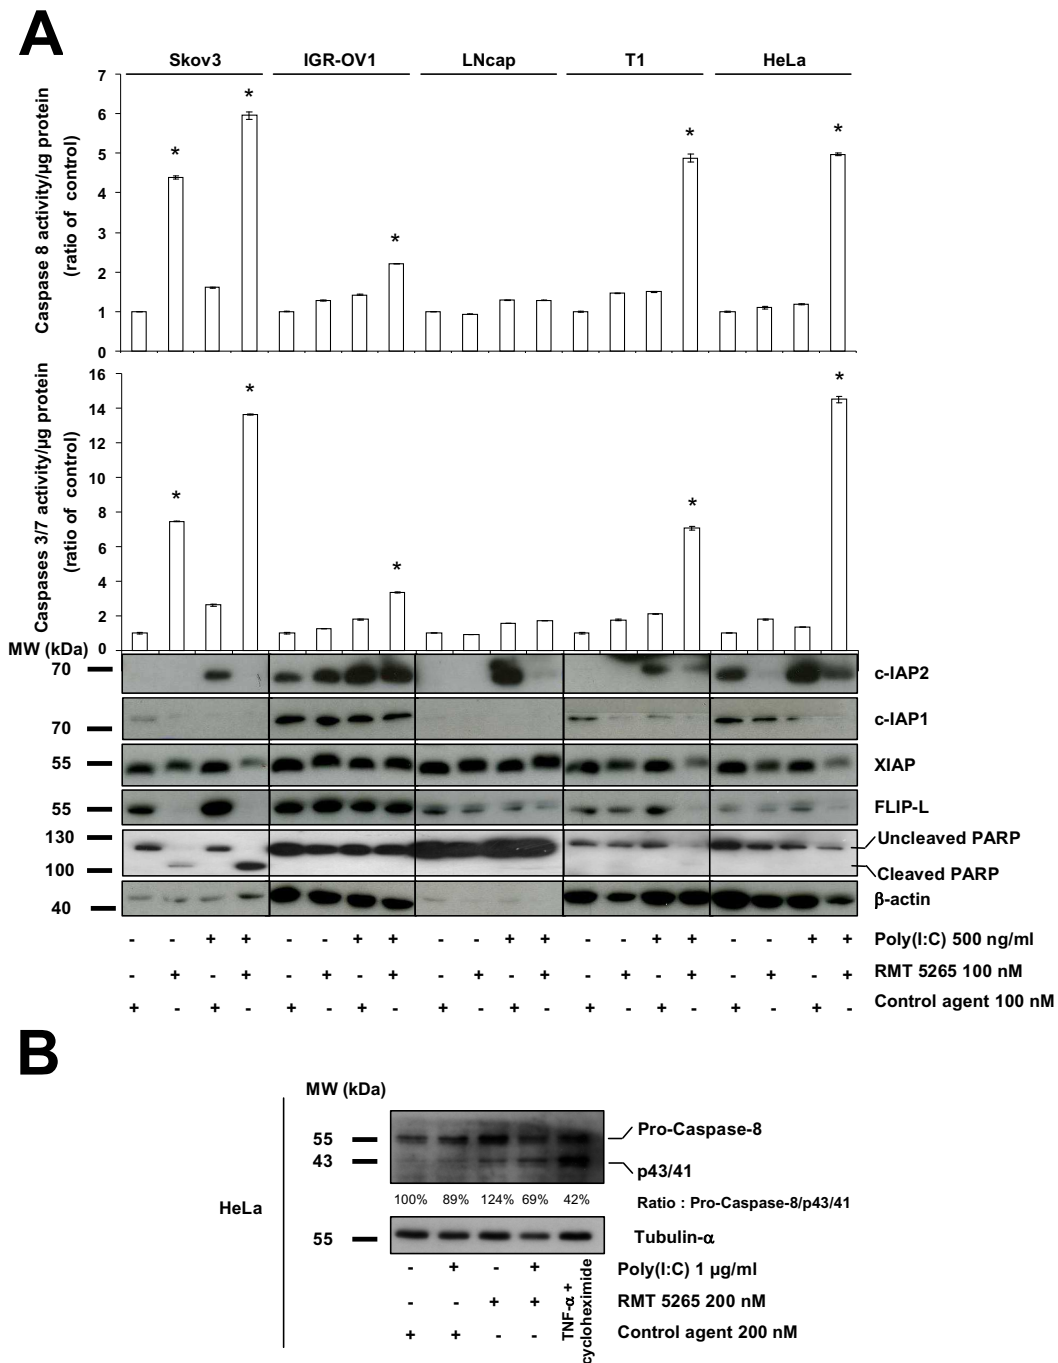 A
Skov3 IGR-OV1 LNcap T1 HeLa
Caspase 8 activity/µg protein
(ratio of control)
7
6
5
4
3
2
1
0
* * * * *
Caspases 3/7 activity/µg protein
(ratio of control)
16
14
12
10
8
6
4
2
0
* * * * *
MW (kDa)
70 c-IAP2
70 c-IAP1
55 XIAP
55 FLIP-L
130 Uncleaved PARP
100 Cleaved PARP
40 β-actin
- - + + - - + + - - + + - - + + - - + + Poly(I:C) 500 ng/ml
- + - + - + - + - + - + - + - + - + - + RMT 5265 100 nM
+ - + - + - + - + - + - + - + - + - + - Control agent 100 nM
B
MW (kDa)
HeLa
55 Pro-Caspase-8
43 p43/41
100% 89% 124% 69% 42% Ratio : Pro-Caspase-8/p43/41
55 Tubulin-α
- + - + Poly(I:C) 1 µg/ml
- - + + RMT 5265 200 nM
+ + - - Control agent 200 nM
TNF-α +
cycloheximide